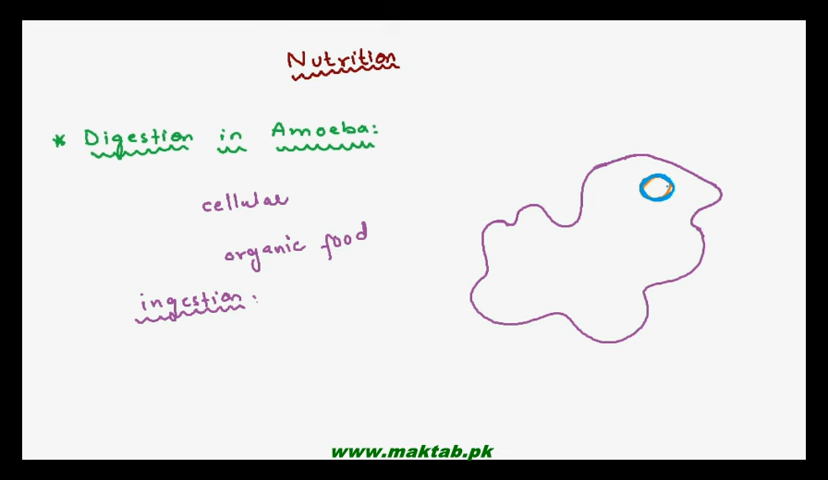 Nutrition
* Digestion in Amoeba:
cellular
organic food
ingestion:
www.maktab.pk